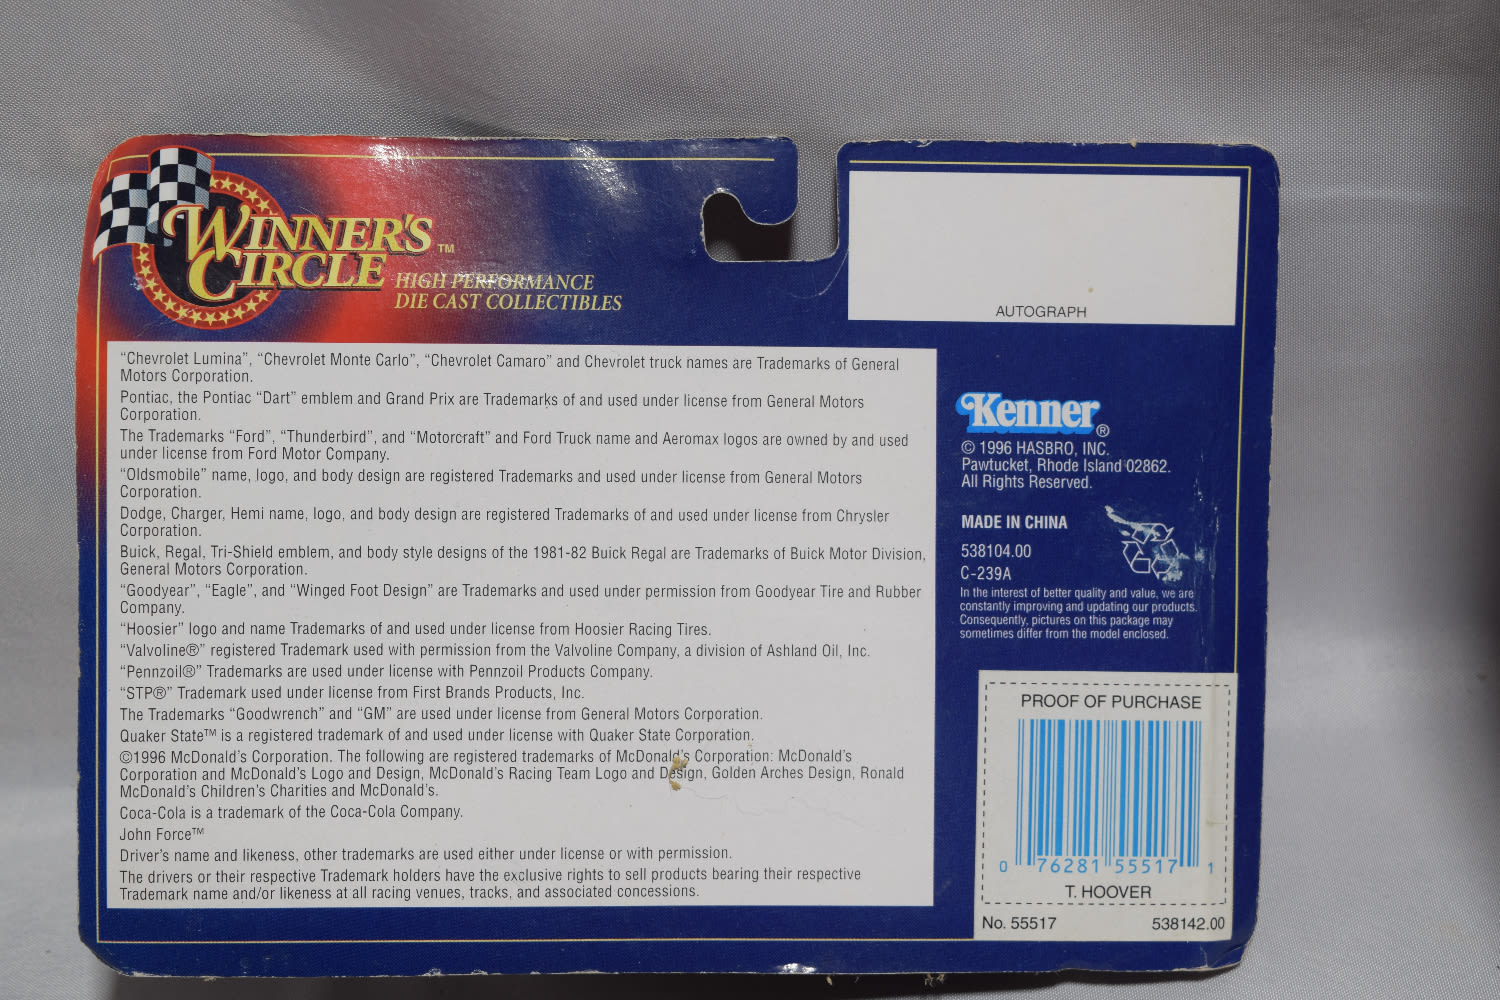 WINNER'S
CIRCLE™
HIGH PERFORMANCE
DIE CAST COLLECTIBLES
AUTOGRAPH
“Chevrolet Lumina”, “Chevrolet Monte Carlo”, “Chevrolet Camaro” and Chevrolet truck names are Trademarks of General
Motors Corporation.
Pontiac, the Pontiac “Dart” emblem and Grand Prix are Trademarks of and used under license from General Motors
Corporation.
The Trademarks “Ford”, “Thunderbird”, and “Motorcraft” and Ford Truck name and Aeromax logos are owned by and used
under license from Ford Motor Company.
“Oldsmobile” name, logo, and body design are registered Trademarks and used under license from General Motors
Corporation.
Dodge, Charger, Hemi name, logo, and body design are registered Trademarks of and used under license from Chrysler
Corporation.
Buick, Regal, Tri-Shield emblem, and body style designs of the 1981-82 Buick Regal are Trademarks of Buick Motor Division,
General Motors Corporation.
“Goodyear”, “Eagle”, and “Winged Foot Design” are Trademarks and used under permission from Goodyear Tire and Rubber
Company.
“Hoosier” logo and name Trademarks of and used under license from Hoosier Racing Tires.
“Valvoline®” registered Trademark used with permission from the Valvoline Company, a division of Ashland Oil, Inc.
“Pennzoil®” Trademarks are used under license with Pennzoil Products Company.
“STP®” Trademark used under license from First Brands Products, Inc.
The Trademarks “Goodwrench” and “GM” are used under license from General Motors Corporation.
Quaker State™ is a registered trademark of and used under license with Quaker State Corporation.
©1996 McDonald's Corporation. The following are registered trademarks of McDonald's Corporation: McDonald's
Corporation and McDonald's Logo and Design, McDonald's Racing Team Logo and Design, Golden Arches Design, Ronald
McDonald's Children's Charities and McDonald's.
Coca-Cola is a trademark of the Coca-Cola Company.
John Force™
Driver's name and likeness, other trademarks are used either under license or with permission.
The drivers or their respective Trademark holders have the exclusive rights to sell products bearing their respective
Trademark name and/or likeness at all racing venues, tracks, and associated concessions.
Kenner®
© 1996 HASBRO, INC.
Pawtucket, Rhode Island 02862.
All Rights Reserved.
MADE IN CHINA
538104.00
C-239A
In the interest of better quality and value, we are
constantly improving and updating our products.
Consequently, pictures on this package may
sometimes differ from the model enclosed.
PROOF OF PURCHASE
0 76281 55517 1
T. HOOVER
No. 55517 538142.00